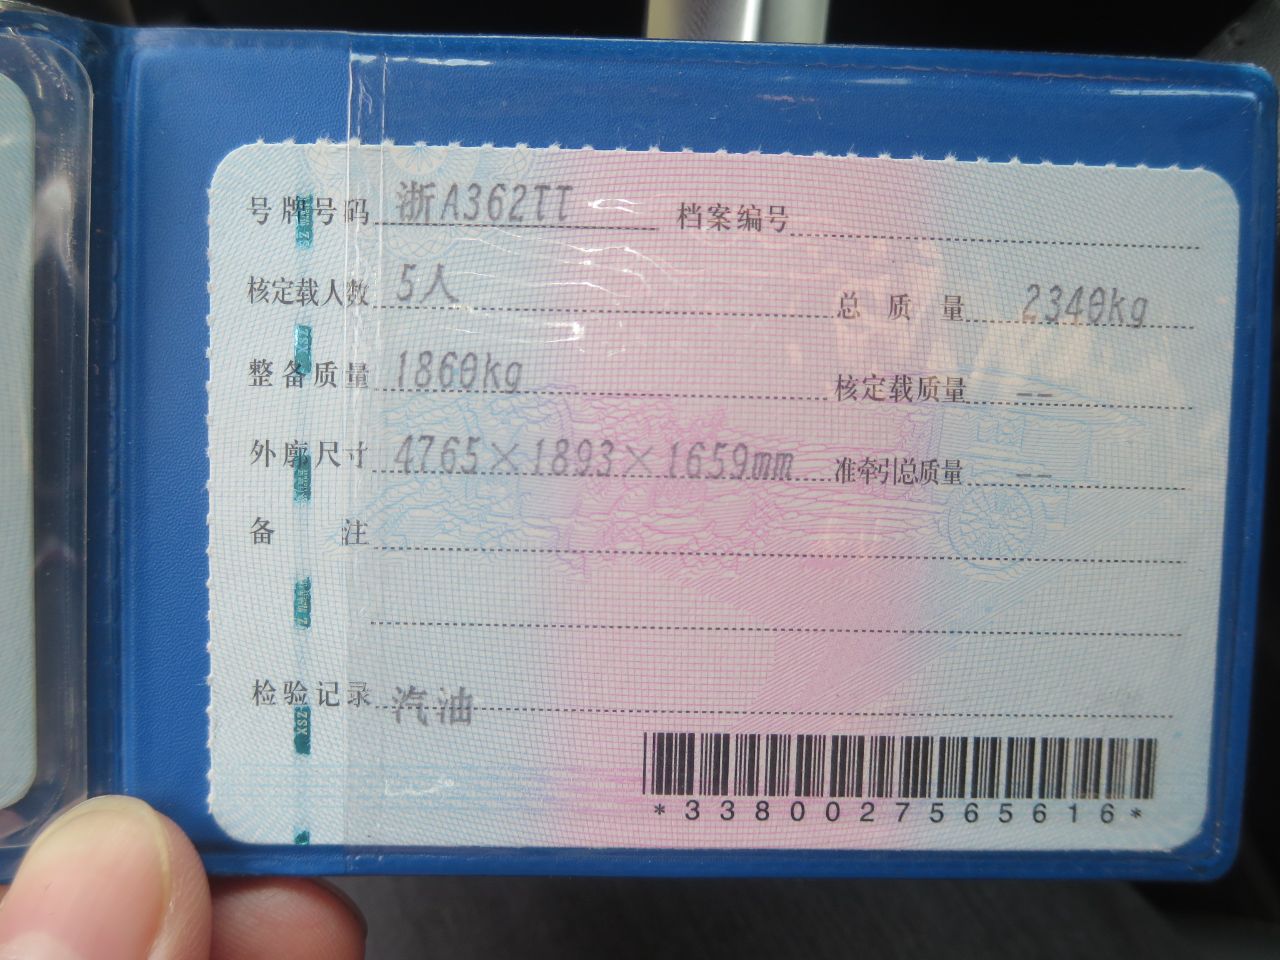 号牌号码 浙A362TT 档案编号
核定载人数 5人 总质量 2340kg
整备质量 1860kg 核定载质量 --
外廓尺寸 4765×1893×1659mm 准牵引总质量 --
备注
检验记录 汽油
*3380027565616*